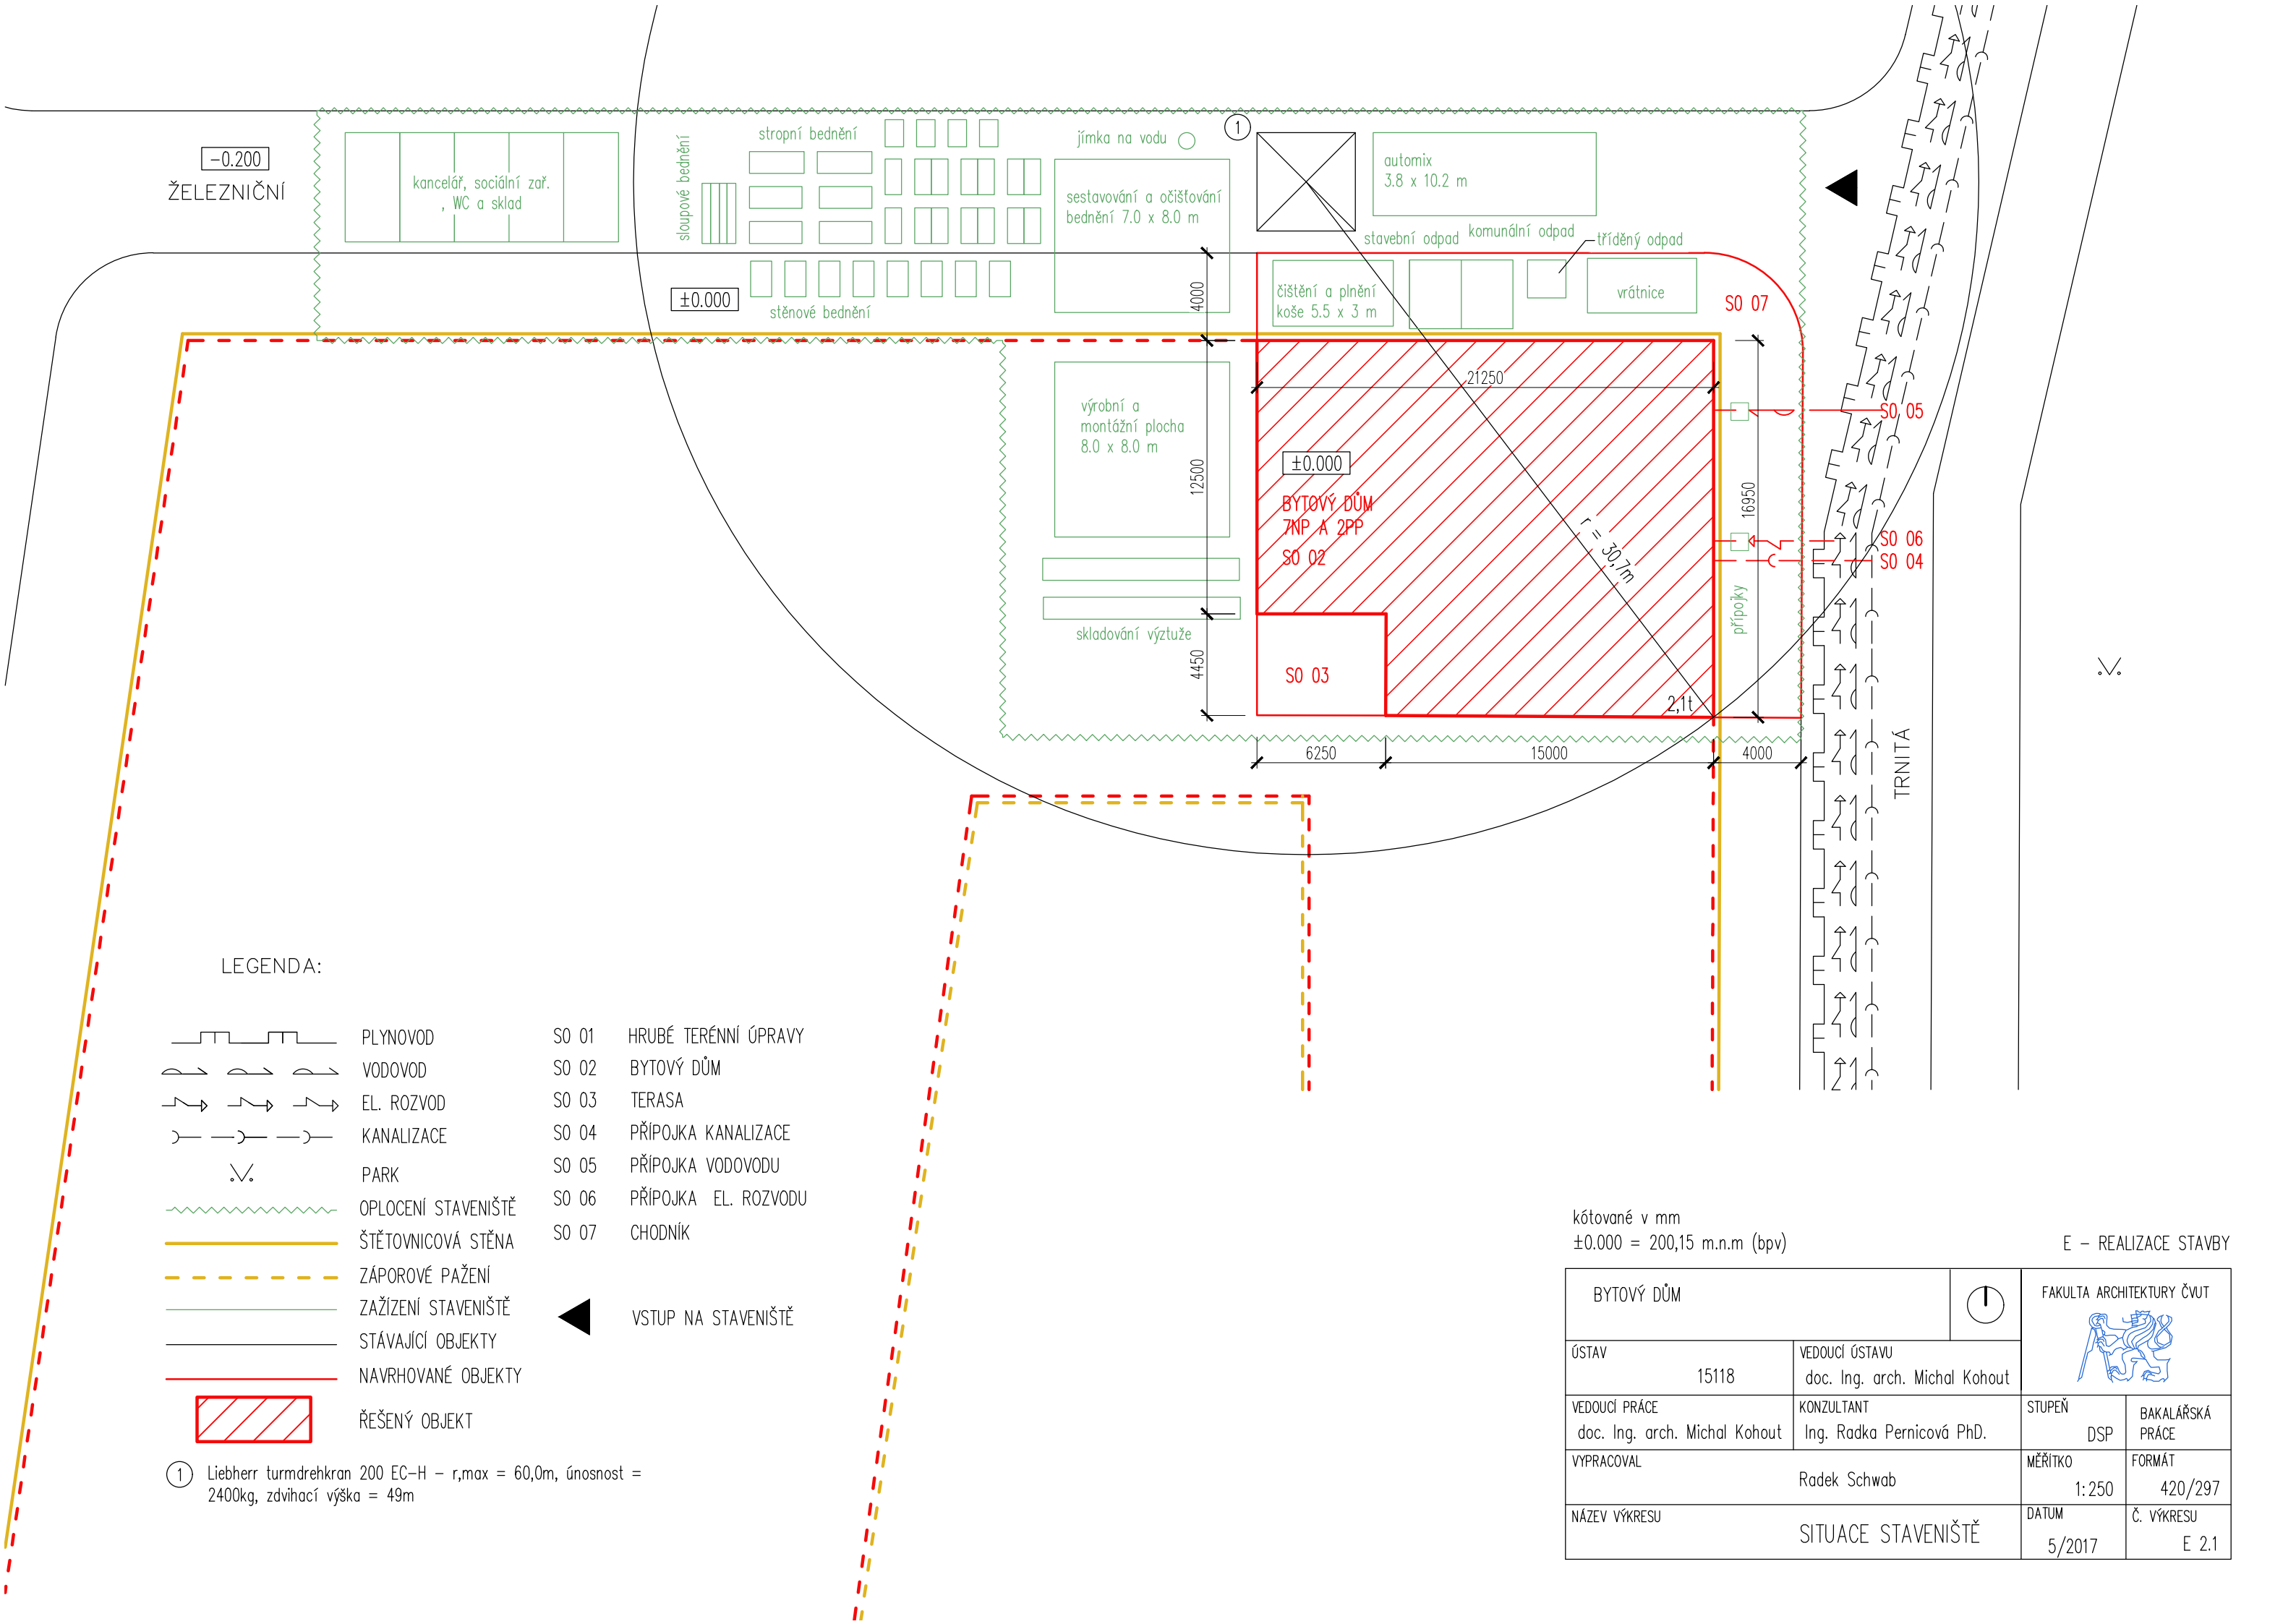 -0.200
ŽELEZNIČNÍ
kancelář, sociální zař.
, WC a sklad
sloupové bednění
stropní bednění
stěnové bednění
±0.000
jímka na vodu
sestavování a očišťování
bednění 7.0 x 8.0 m
1
automix
3.8 x 10.2 m
stavební odpad
komunální odpad
tříděný odpad
čištění a plnění
koše 5.5 x 3 m
vrátnice
SO 07
4000
12500
4450
21250
16950
výrobní a
montážní plocha
8.0 x 8.0 m
skladování výztuže
±0.000
BYTOVÝ DŮM
7NP A 2PP
SO 02
SO 03
r = 30,7m
2,1t
přípojky
SO 05
SO 06
SO 04
6250
15000
4000
TRNITÁ
LEGENDA:
PLYNOVOD
VODOVOD
EL. ROZVOD
KANALIZACE
PARK
OPLOCENÍ STAVENIŠTĚ
ŠTĚTOVNICOVÁ STĚNA
ZÁPOROVÉ PAŽENÍ
ZAŽÍZENÍ STAVENIŠTĚ
STÁVAJÍCÍ OBJEKTY
NAVRHOVANÉ OBJEKTY
ŘEŠENÝ OBJEKT
SO 01 HRUBÉ TERÉNNÍ ÚPRAVY
SO 02 BYTOVÝ DŮM
SO 03 TERASA
SO 04 PŘÍPOJKA KANALIZACE
SO 05 PŘÍPOJKA VODOVODU
SO 06 PŘÍPOJKA EL. ROZVODU
SO 07 CHODNÍK
VSTUP NA STAVENIŠTĚ
1 Liebherr turmdrehkran 200 EC-H - r,max = 60,0m, únosnost =
2400kg, zdvihací výška = 49m
kótované v mm
±0.000 = 200,15 m.n.m (bpv)
E - REALIZACE STAVBY
BYTOVÝ DŮM
FAKULTA ARCHITEKTURY ČVUT
ÚSTAV
15118
VEDOUCÍ ÚSTAVU
doc. Ing. arch. Michal Kohout
VEDOUCÍ PRÁCE
doc. Ing. arch. Michal Kohout
KONZULTANT
Ing. Radka Pernicová PhD.
STUPEŇ
DSP
BAKALÁŘSKÁ
PRÁCE
VYPRACOVAL
Radek Schwab
MĚŘÍTKO
1:250
FORMÁT
420/297
NÁZEV VÝKRESU
SITUACE STAVENIŠTĚ
DATUM
5/2017
Č. VÝKRESU
E 2.1